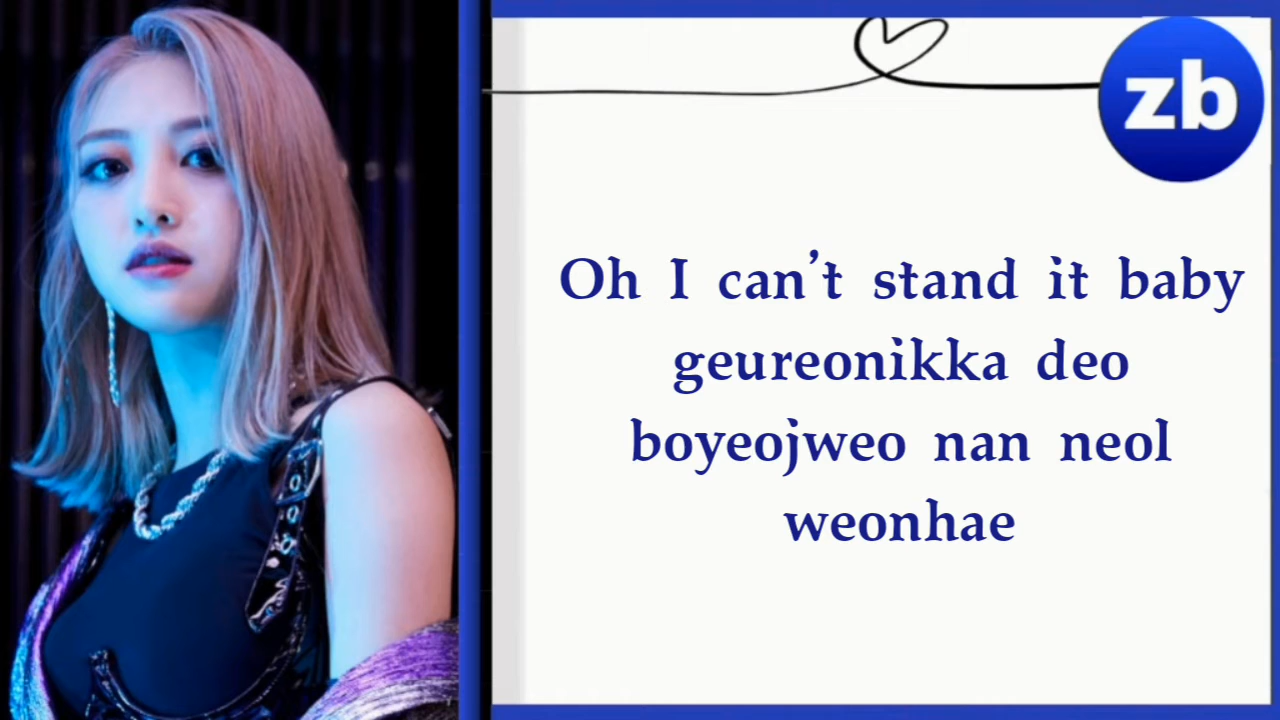 zb
Oh I can't stand it baby
geureonikka deo
boyeojweo nan neol
weonhae